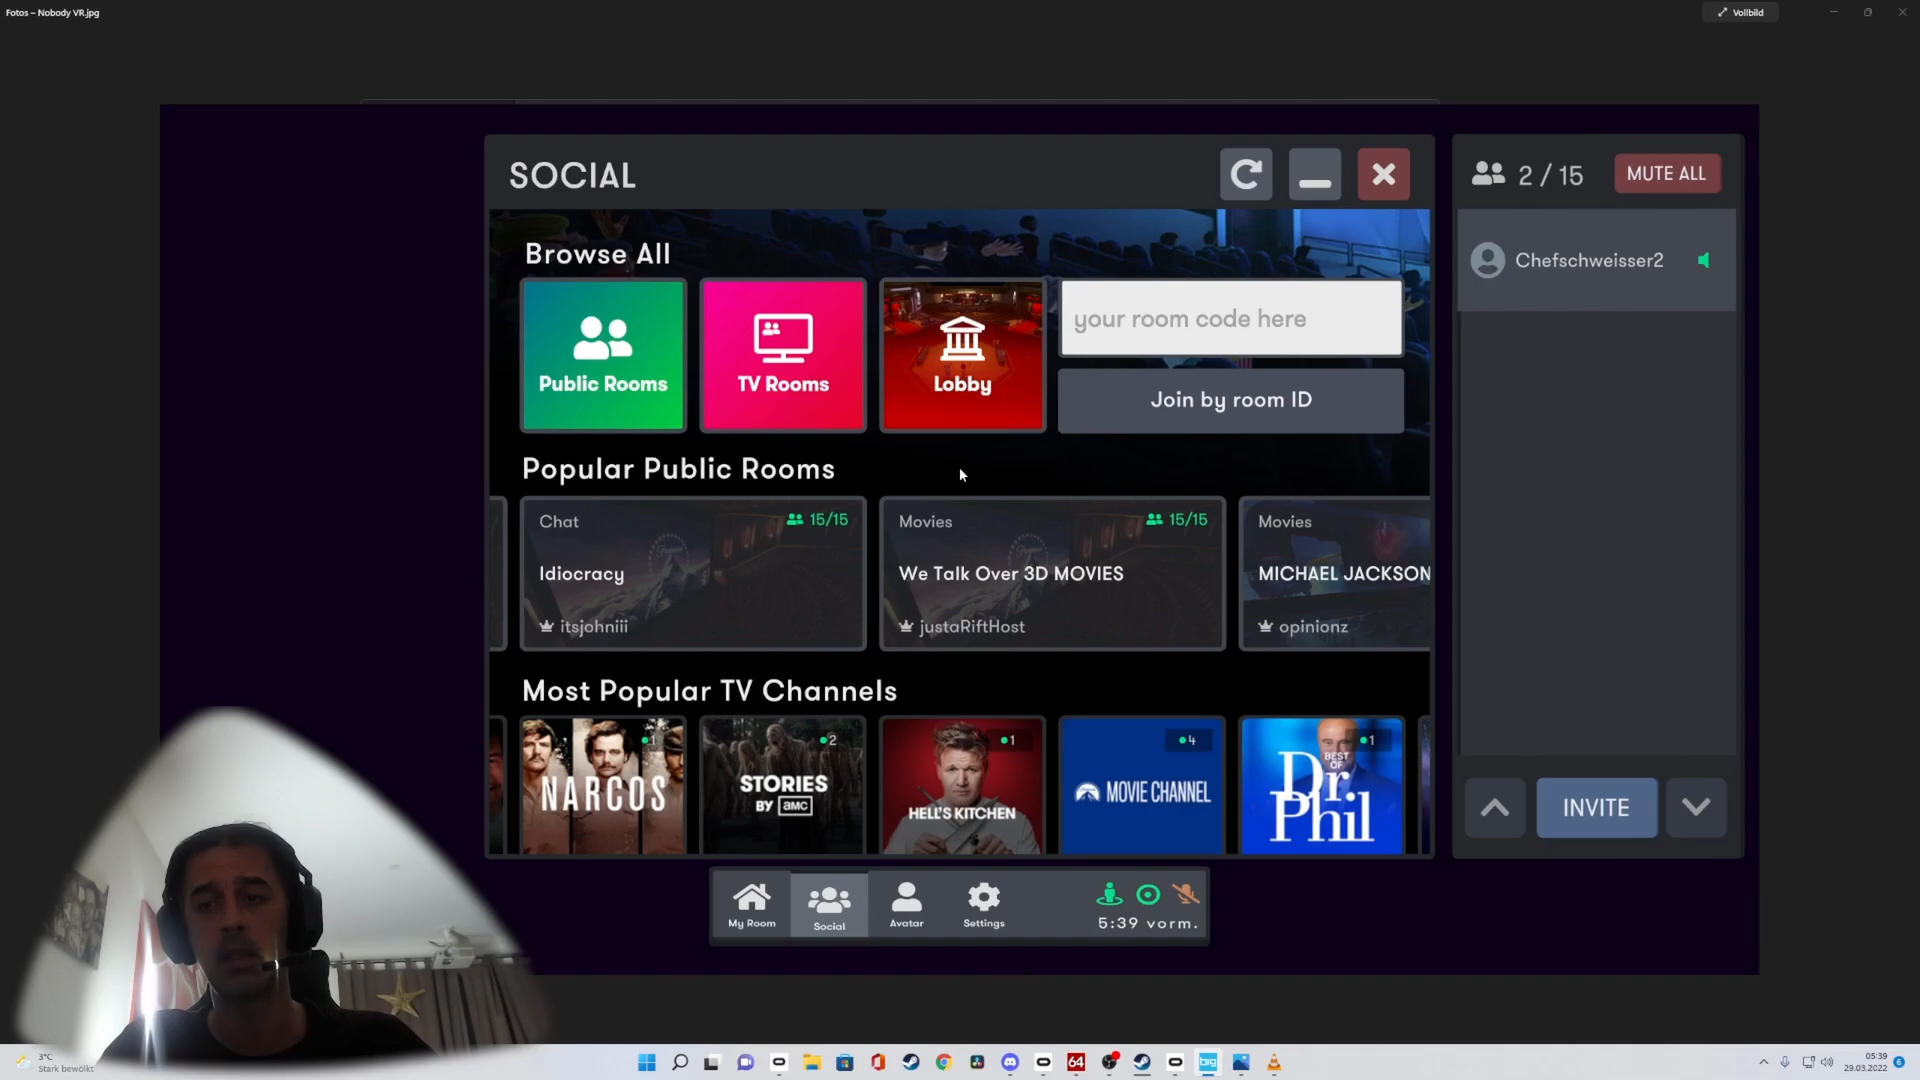 Fotos – Nobody VR.jpg
Vollbild
SOCIAL
2 / 15
MUTE ALL
Chefschweisser2
Browse All
Public Rooms
TV Rooms
Lobby
your room code here
Join by room ID
Popular Public Rooms
Chat
15/15
Idiocracy
itsjohniii
Movies
15/15
We Talk Over 3D MOVIES
justaRiftHost
Movies
MICHAEL JACKSON
opinionz
Most Popular TV Channels
1
NARCOS
2
STORIES
BY amc
1
HELL'S KITCHEN
4
MOVIE CHANNEL
1
BEST
OF
Dr.
Phil
INVITE
My Room
Social
Avatar
Settings
5:39 vorm.
3°C
Stark bewölkt
64
big
05:39
29.03.2022
6